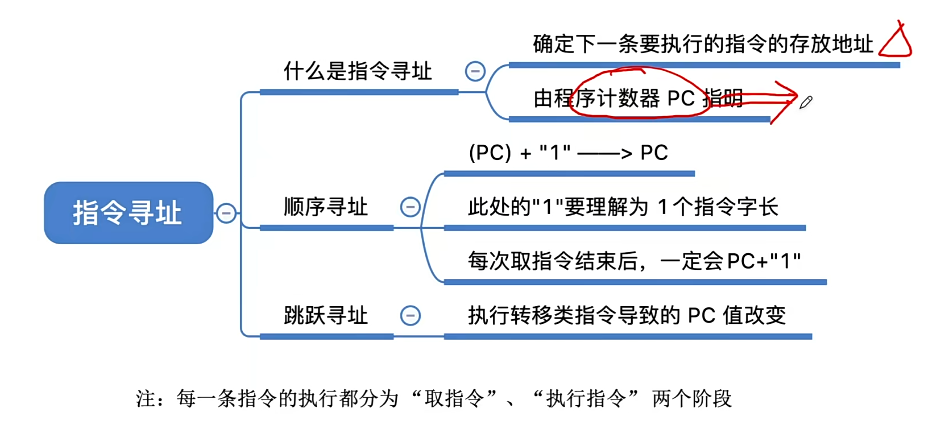 确定下一条要执行的指令的存放地址
什么是指令寻址
由程序计数器 PC 指明
(PC) + "1" ——> PC
指令寻址
顺序寻址
此处的"1"要理解为 1个指令字长
每次取指令结束后，一定会PC+"1"
跳跃寻址
执行转移类指令导致的 PC 值改变
注：每一条指令的执行都分为 “取指令”、“执行指令” 两个阶段